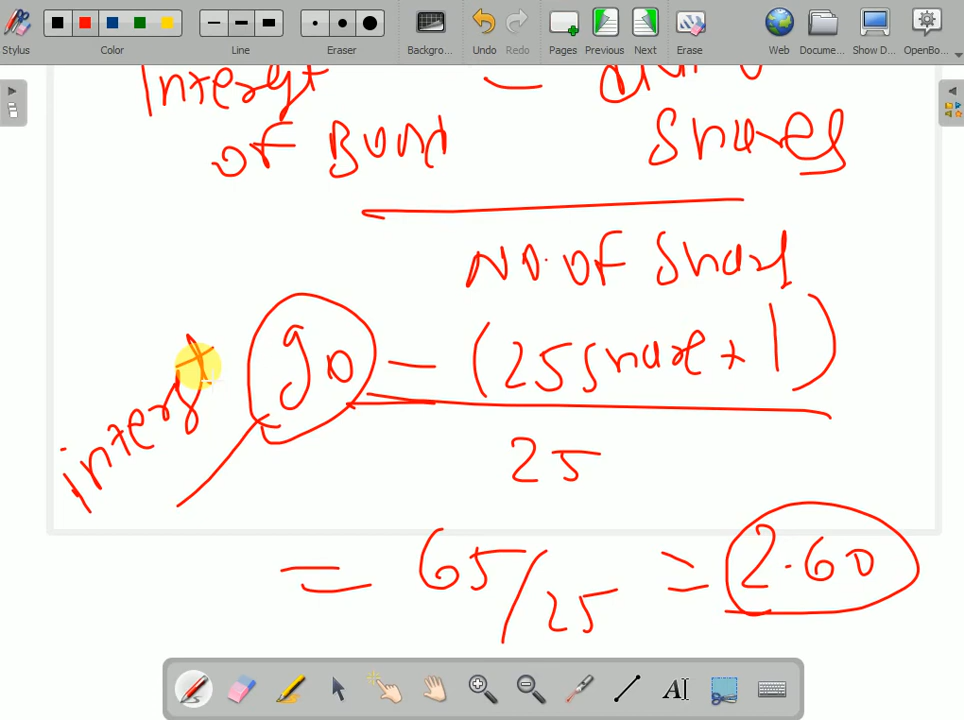 Stylus Color Line Eraser Backgro... Undo Redo Pages Previous Next Erase Web Docume... Show D... OpenBo...
Interest -
of Bond Shares
No. of Share
interest 90 - (25 Share × 1)
25
= 65/25 = 2.60